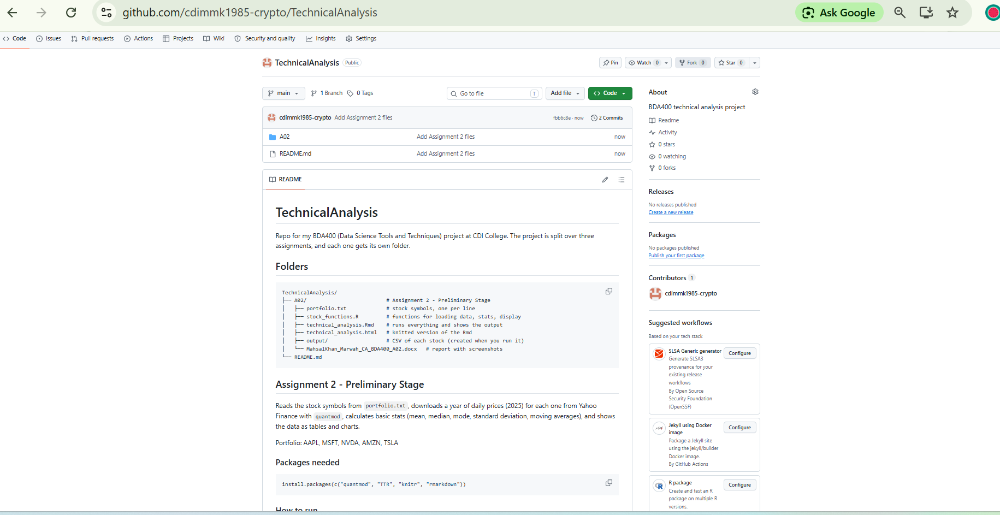 github.com/cdimmk1985-crypto/TechnicalAnalysis
Ask Google
Code Issues Pull requests Actions Projects Wiki Security and quality Insights Settings
TechnicalAnalysis Public
Pin Watch 0 Fork 0 Star 0
main 1 Branch 0 Tags Go to file T Add file Code
cdimmk1985-crypto Add Assignment 2 files fbb6c8e · now 2 Commits
A02 Add Assignment 2 files now
README.md Add Assignment 2 files now
README
TechnicalAnalysis
Repo for my BDA400 (Data Science Tools and Techniques) project at CDI College. The project is split over three
assignments, and each one gets its own folder.
Folders
TechnicalAnalysis/
├── A02/ # Assignment 2 - Preliminary Stage
│ ├── portfolio.txt # stock symbols, one per line
│ ├── stock_functions.R # functions for loading data, stats, display
│ ├── technical_analysis.Rmd # runs everything and shows the output
│ ├── technical_analysis.html # knitted version of the Rmd
│ ├── output/ # CSV of each stock (created when you run it)
│ └── MahsalKhan_Marwah_CA_BDA400_A02.docx # report with screenshots
└── README.md
Assignment 2 - Preliminary Stage
Reads the stock symbols from portfolio.txt, downloads a year of daily prices (2025) for each one from Yahoo
Finance with quantmod, calculates basic stats (mean, median, mode, standard deviation, moving averages), and shows
the data as tables and charts.
Portfolio: AAPL, MSFT, NVDA, AMZN, TSLA
Packages needed
install.packages(c("quantmod", "TTR", "knitr", "rmarkdown"))
How to run
About
BDA400 technical analysis project
Readme
Activity
0 stars
0 watching
0 forks
Releases
No releases published
Create a new release
Packages
No packages published
Publish your first package
Contributors 1
cdimmk1985-crypto
Suggested workflows
Based on your tech stack
SLSA Generic generator Configure
Generate SLSA3
provenance for your
existing release
workflows
By Open Source
Security Foundation
(OpenSSF)
Jekyll using Docker Configure
image
Package a Jekyll site
using the jekyll/builder
Docker image.
By GitHub Actions
R package Configure
Create and test an R
package on multiple R
versions.